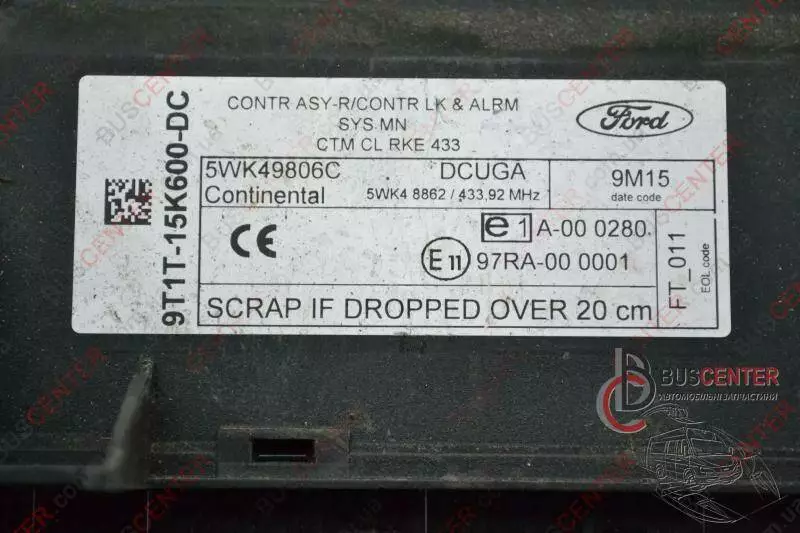 CONTR ASY-R/CONTR LK & ALRM
SYS MN
CTM CL RKE 433
Ford
9T1T-15K600-DC
5WK49806C
Continental
DCUGA
5WK4 8862 / 433,92 MHz
9M15
date code
CE
e1 A-00 0280
E11 97RA-00 0001
FT_011
EOL code
SCRAP IF DROPPED OVER 20 cm
BUSCENTER
АВТОМОБІЛЬНІ ЗАПЧАСТИНИ